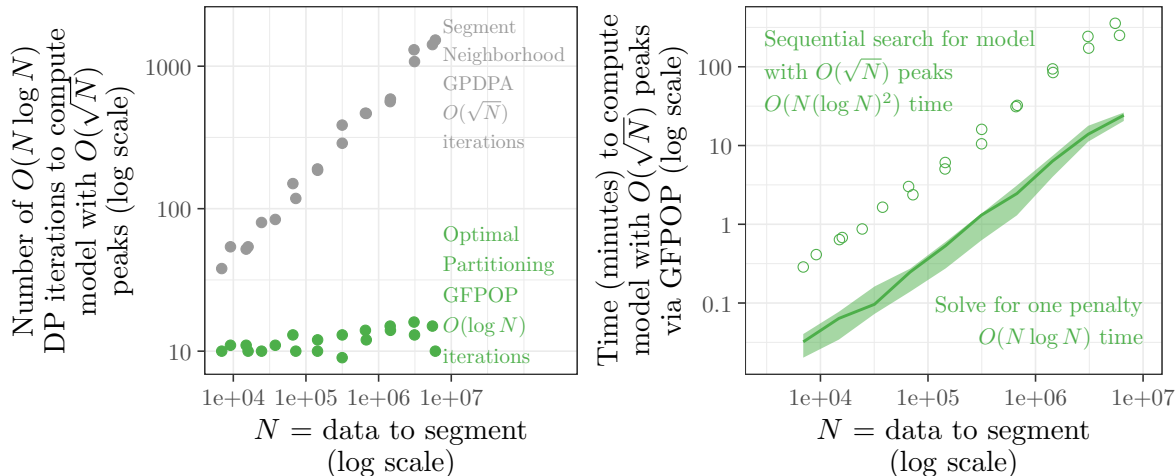 Number of $O(N \log N)$
DP iterations to compute
model with $O(\sqrt{N})$
peaks (log scale)
1000
100
10
Segment
Neighborhood
GPDPA
$O(\sqrt{N})$
iterations
Optimal
Partitioning
GFPOP
$O(\log N)$
iterations
1e+04 1e+05 1e+06 1e+07
$N$ = data to segment
(log scale)
Time (minutes) to compute
model with $O(\sqrt{N})$ peaks
via GFPOP (log scale)
100
10
1
0.1
Sequential search for model
with $O(\sqrt{N})$ peaks
$O(N(\log N)^2)$ time
Solve for one penalty
$O(N \log N)$ time
1e+04 1e+05 1e+06 1e+07
$N$ = data to segment
(log scale)